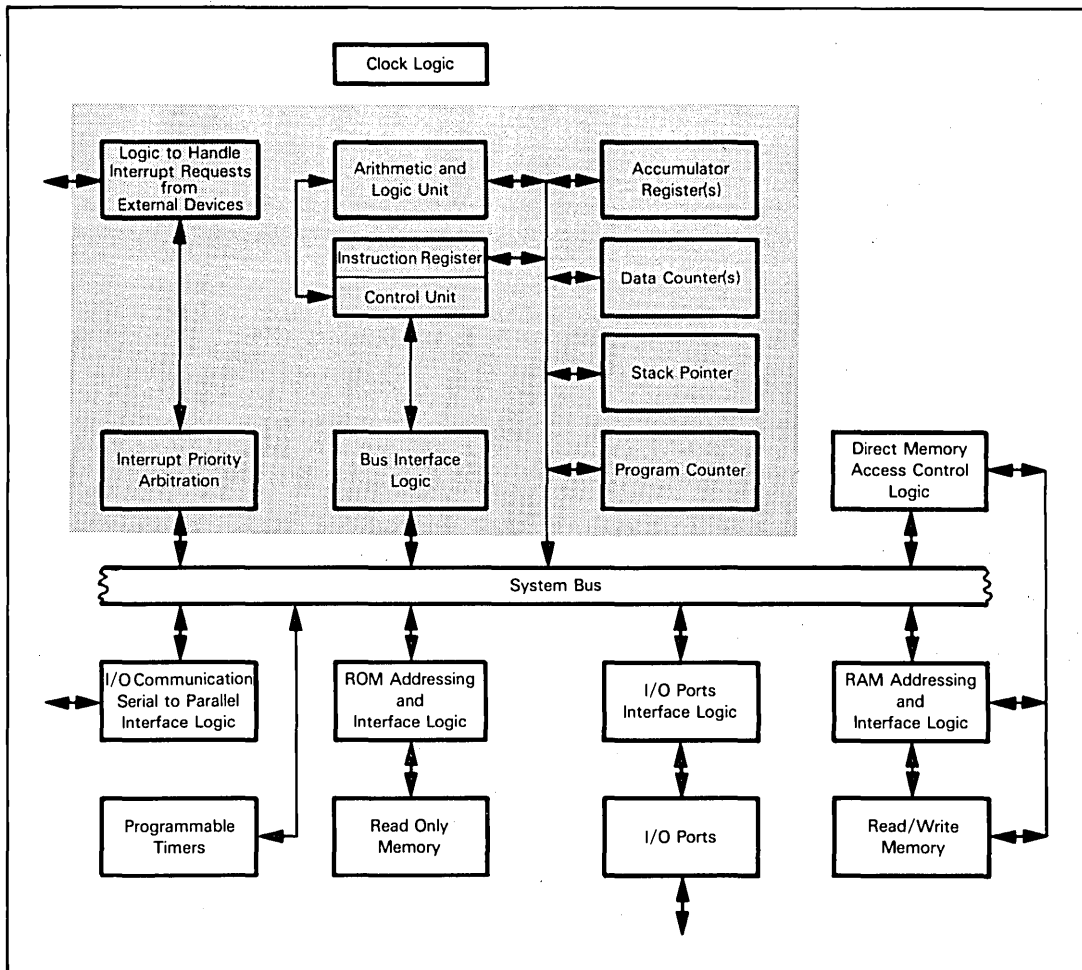 Clock Logic
Logic to Handle
Interrupt Requests
from
External Devices
Arithmetic and
Logic Unit
Accumulator
Register(s)
Instruction Register
Control Unit
Data Counter(s)
Stack Pointer
Interrupt Priority
Arbitration
Bus Interface
Logic
Program Counter
Direct Memory
Access Control
Logic
System Bus
I/O Communication
Serial to Parallel
Interface Logic
ROM Addressing
and
Interface Logic
I/O Ports
Interface Logic
RAM Addressing
and
Interface Logic
Programmable
Timers
Read Only
Memory
I/O Ports
Read/Write
Memory